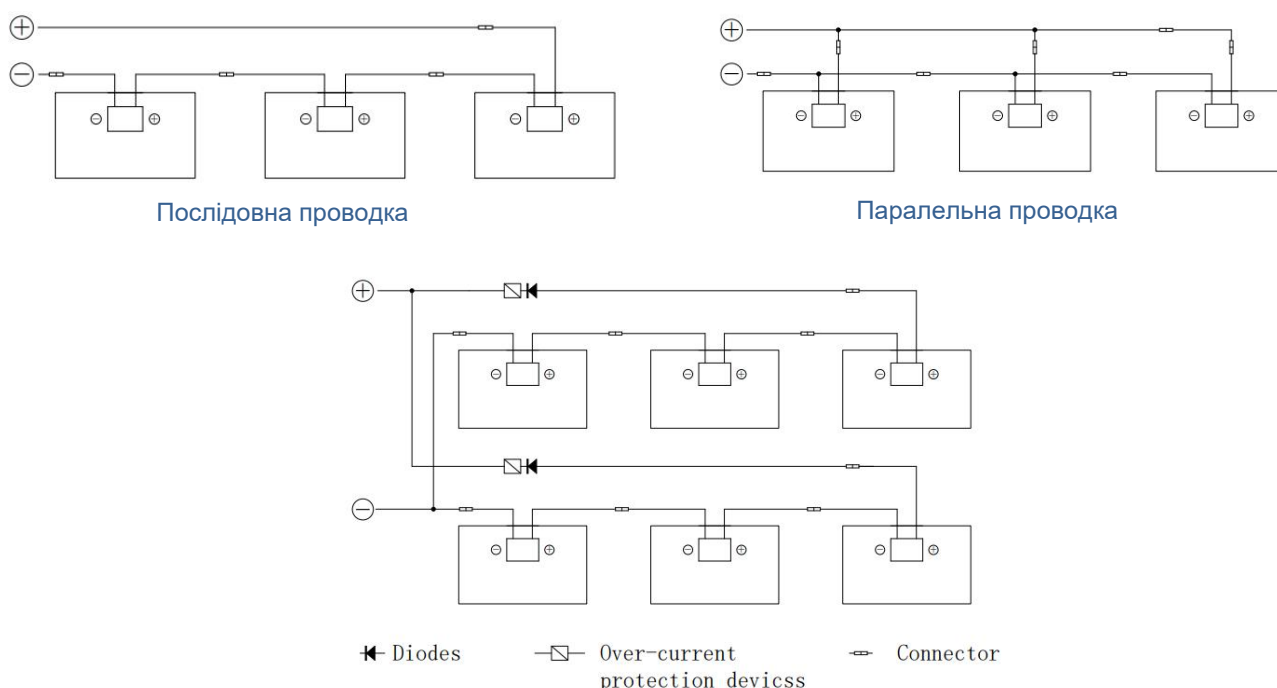 Послідовна проводка
Паралельна проводка
Diodes
Over-current
protection devicss
Connector